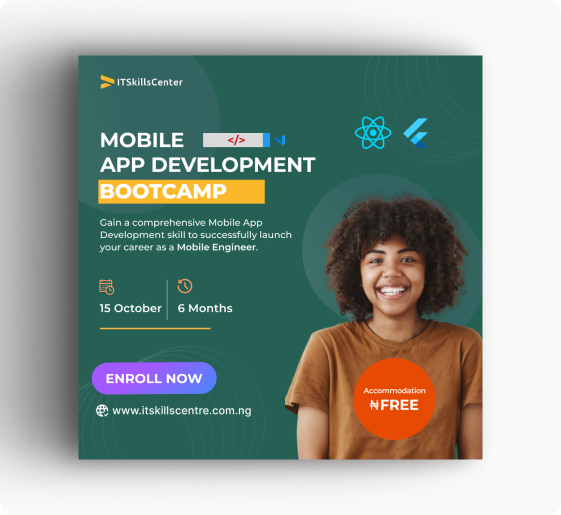 ITSkillsCenter
MOBILE </>
APP DEVELOPMENT
BOOTCAMP
Gain a comprehensive Mobile App
Development skill to successfully launch
your career as a Mobile Engineer.
15 October 6 Months
ENROLL NOW
www.itskillscentre.com.ng
Accommodation
₦FREE